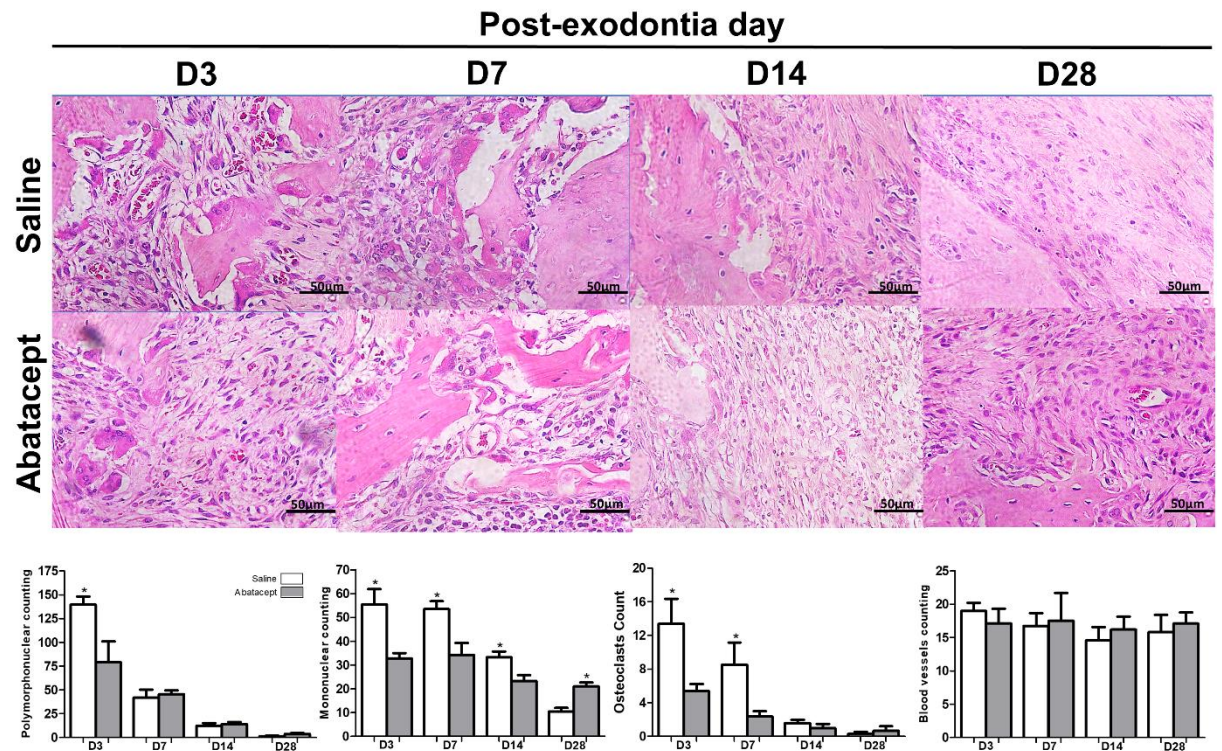 Post-exodontia day
D3 D7 D14 D28
Saline
50µm 50µm 50µm 50µm
Abatacept
50µm 50µm 50µm 50µm
Polymorphonuclear counting
175
150
125
100
75
50
25
0
*
Saline
Abatacept
D3 D7 D14 D28
Mononuclear counting
70
60
50
40
30
20
10
0
* * * *
D3 D7 D14 D28
Osteoclasts Count
20
16
12
8
4
0
* *
D3 D7 D14 D28
Blood vessels counting
25
20
15
10
5
0
D3 D7 D14 D28